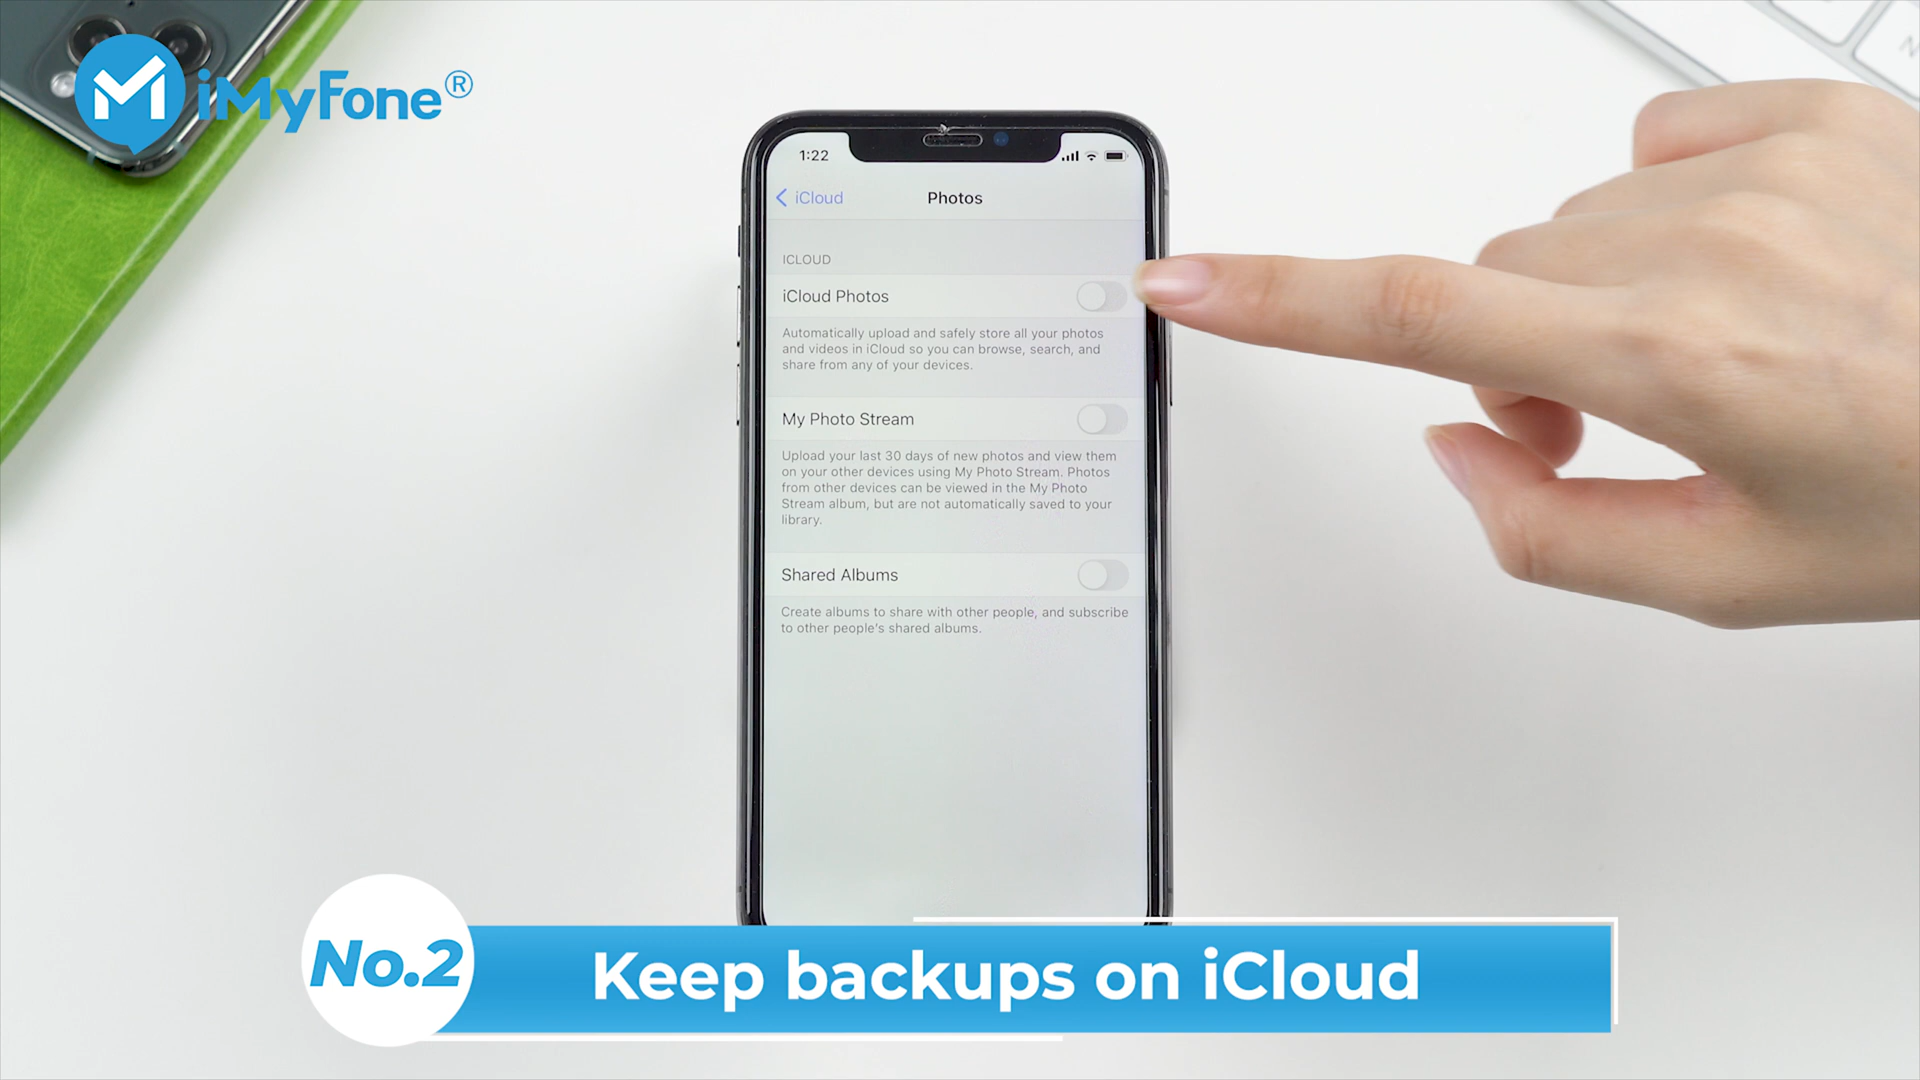 iMyFone®
1:22
iCloud
Photos
ICLOUD
iCloud Photos
Automatically upload and safely store all your photos
and videos in iCloud so you can browse, search, and
share from any of your devices.
My Photo Stream
Upload your last 30 days of new photos and view them
on your other devices using My Photo Stream. Photos
from other devices can be viewed in the My Photo
Stream album, but are not automatically saved to your
library.
Shared Albums
Create albums to share with other people, and subscribe
to other people's shared albums.
No.2
Keep backups on iCloud
N